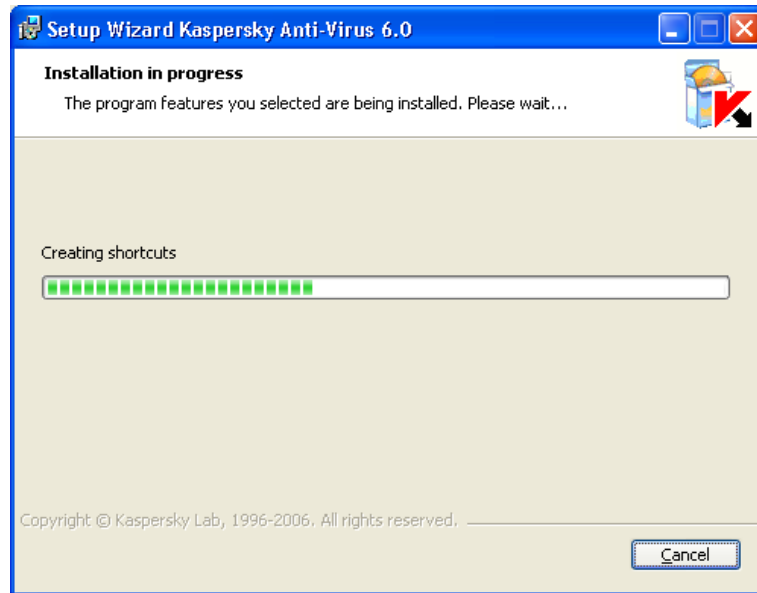 Setup Wizard Kaspersky Anti-Virus 6.0
Installation in progress
The program features you selected are being installed. Please wait...
Creating shortcuts
Copyright © Kaspersky Lab, 1996-2006. All rights reserved.
Cancel